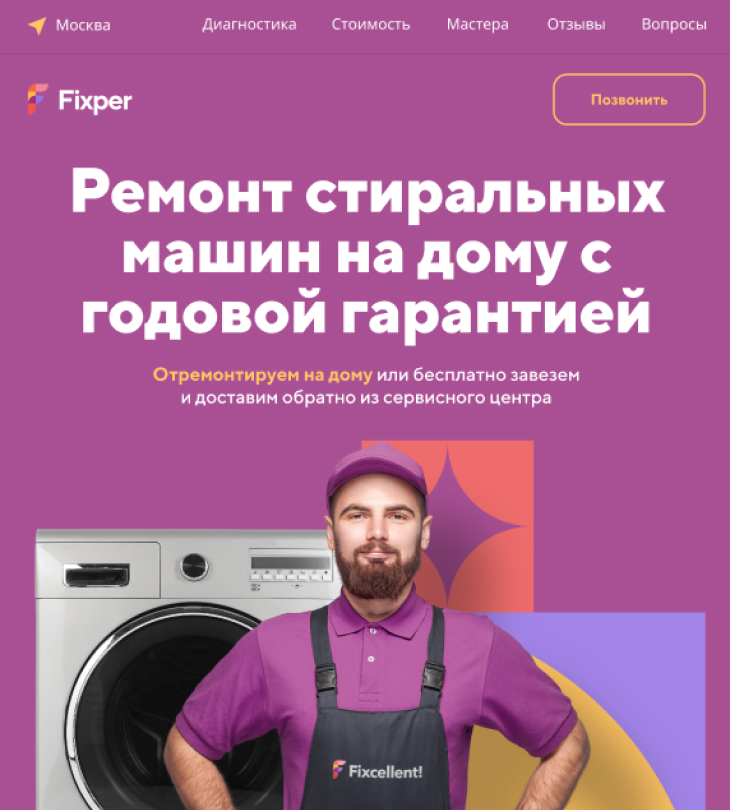 Москва
Диагностика
Стоимость
Мастера
Отзывы
Вопросы
Fixper
Позвонить
Ремонт стиральных
машин на дому с
годовой гарантией
Отремонтируем на дому или бесплатно завезем
и доставим обратно из сервисного центра
Fixcellent!